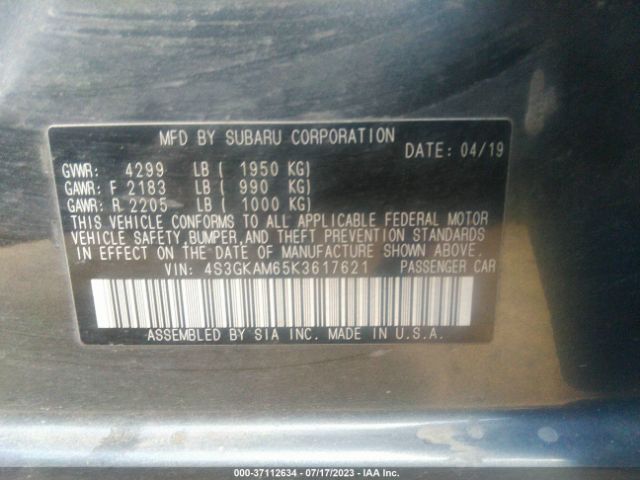 MFD BY SUBARU CORPORATION
DATE: 04/19
GVWR: 4299 LB ( 1950 KG)
GAWR: F 2183 LB ( 990 KG)
GAWR: R 2205 LB ( 1000 KG)
THIS VEHICLE CONFORMS TO ALL APPLICABLE FEDERAL MOTOR
VEHICLE SAFETY, BUMPER, AND THEFT PREVENTION STANDARDS
IN EFFECT ON THE DATE OF MANUFACTURE SHOWN ABOVE.
VIN: 4S3GKAM65K3617621 PASSENGER CAR
ASSEMBLED BY SIA INC. MADE IN U.S.A.
000-37112634 / 07/17/2023 - IAA Inc.